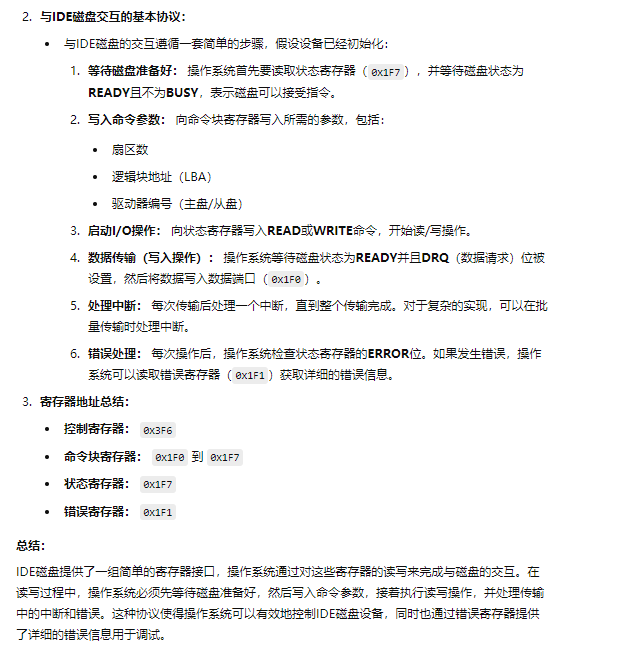 2. 与IDE磁盘交互的基本协议：
• 与IDE磁盘的交互遵循一套简单的步骤，假设设备已经初始化：
1. 等待磁盘准备好： 操作系统首先要读取状态寄存器（0x1F7），并等待磁盘状态为
READY且不为BUSY，表示磁盘可以接受指令。
2. 写入命令参数： 向命令块寄存器写入所需的参数，包括：
• 扇区数
• 逻辑块地址（LBA）
• 驱动器编号（主盘/从盘）
3. 启动I/O操作： 向状态寄存器写入READ或WRITE命令，开始读/写操作。
4. 数据传输（写入操作）： 操作系统等待磁盘状态为READY并且DRQ（数据请求）位被
设置，然后将数据写入数据端口（0x1F0）。
5. 处理中断： 每次传输后处理一个中断，直到整个传输完成。对于复杂的实现，可以在批
量传输时处理中断。
6. 错误处理： 每次操作后，操作系统检查状态寄存器的ERROR位。如果发生错误，操作
系统可以读取错误寄存器（0x1F1）获取详细的错误信息。
3. 寄存器地址总结：
• 控制寄存器： 0x3F6
• 命令块寄存器： 0x1F0 到 0x1F7
• 状态寄存器： 0x1F7
• 错误寄存器： 0x1F1
总结：
IDE磁盘提供了一组简单的寄存器接口，操作系统通过对这些寄存器的读写来完成与磁盘的交互。在
读写过程中，操作系统必须先等待磁盘准备好，然后写入命令参数，接着执行读写操作，并处理传输
中的中断和错误。这种协议使得操作系统可以有效地控制IDE磁盘设备，同时也通过错误寄存器提供
了详细的错误信息用于调试。